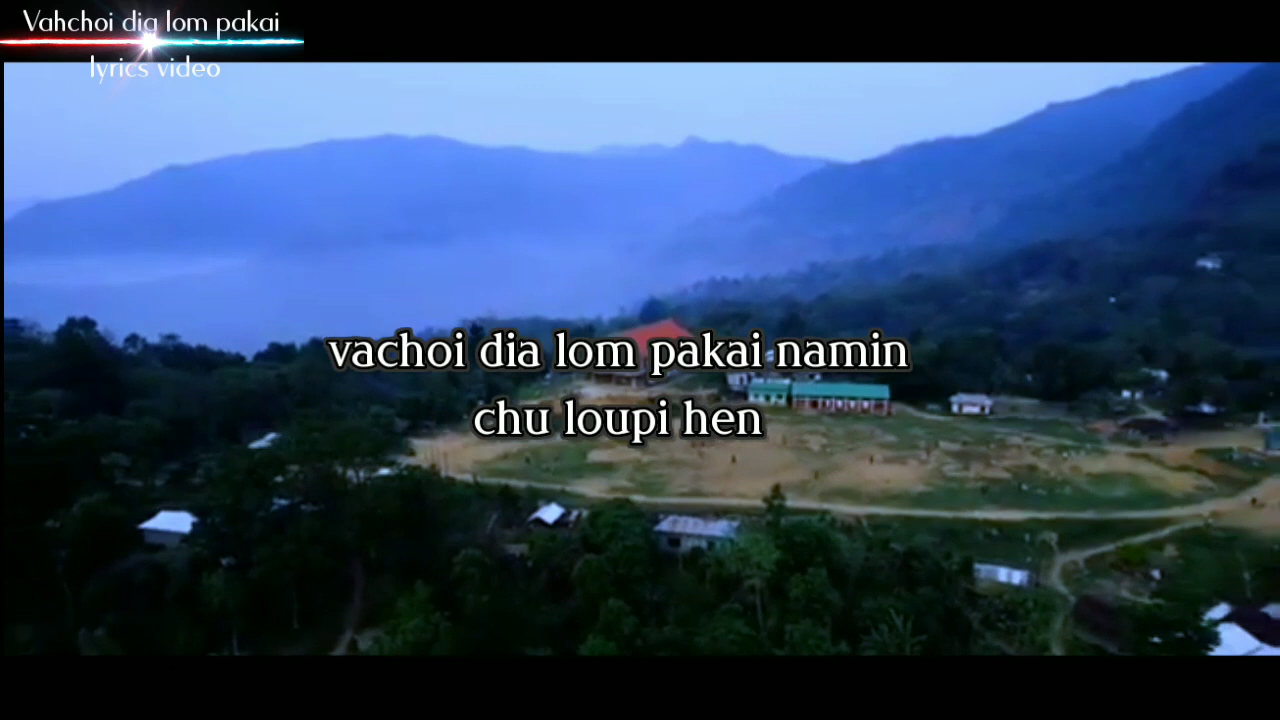 Vahchoi dia lom pakai
lyrics video
vachoi dia lom pakai namin
chu loupi hen